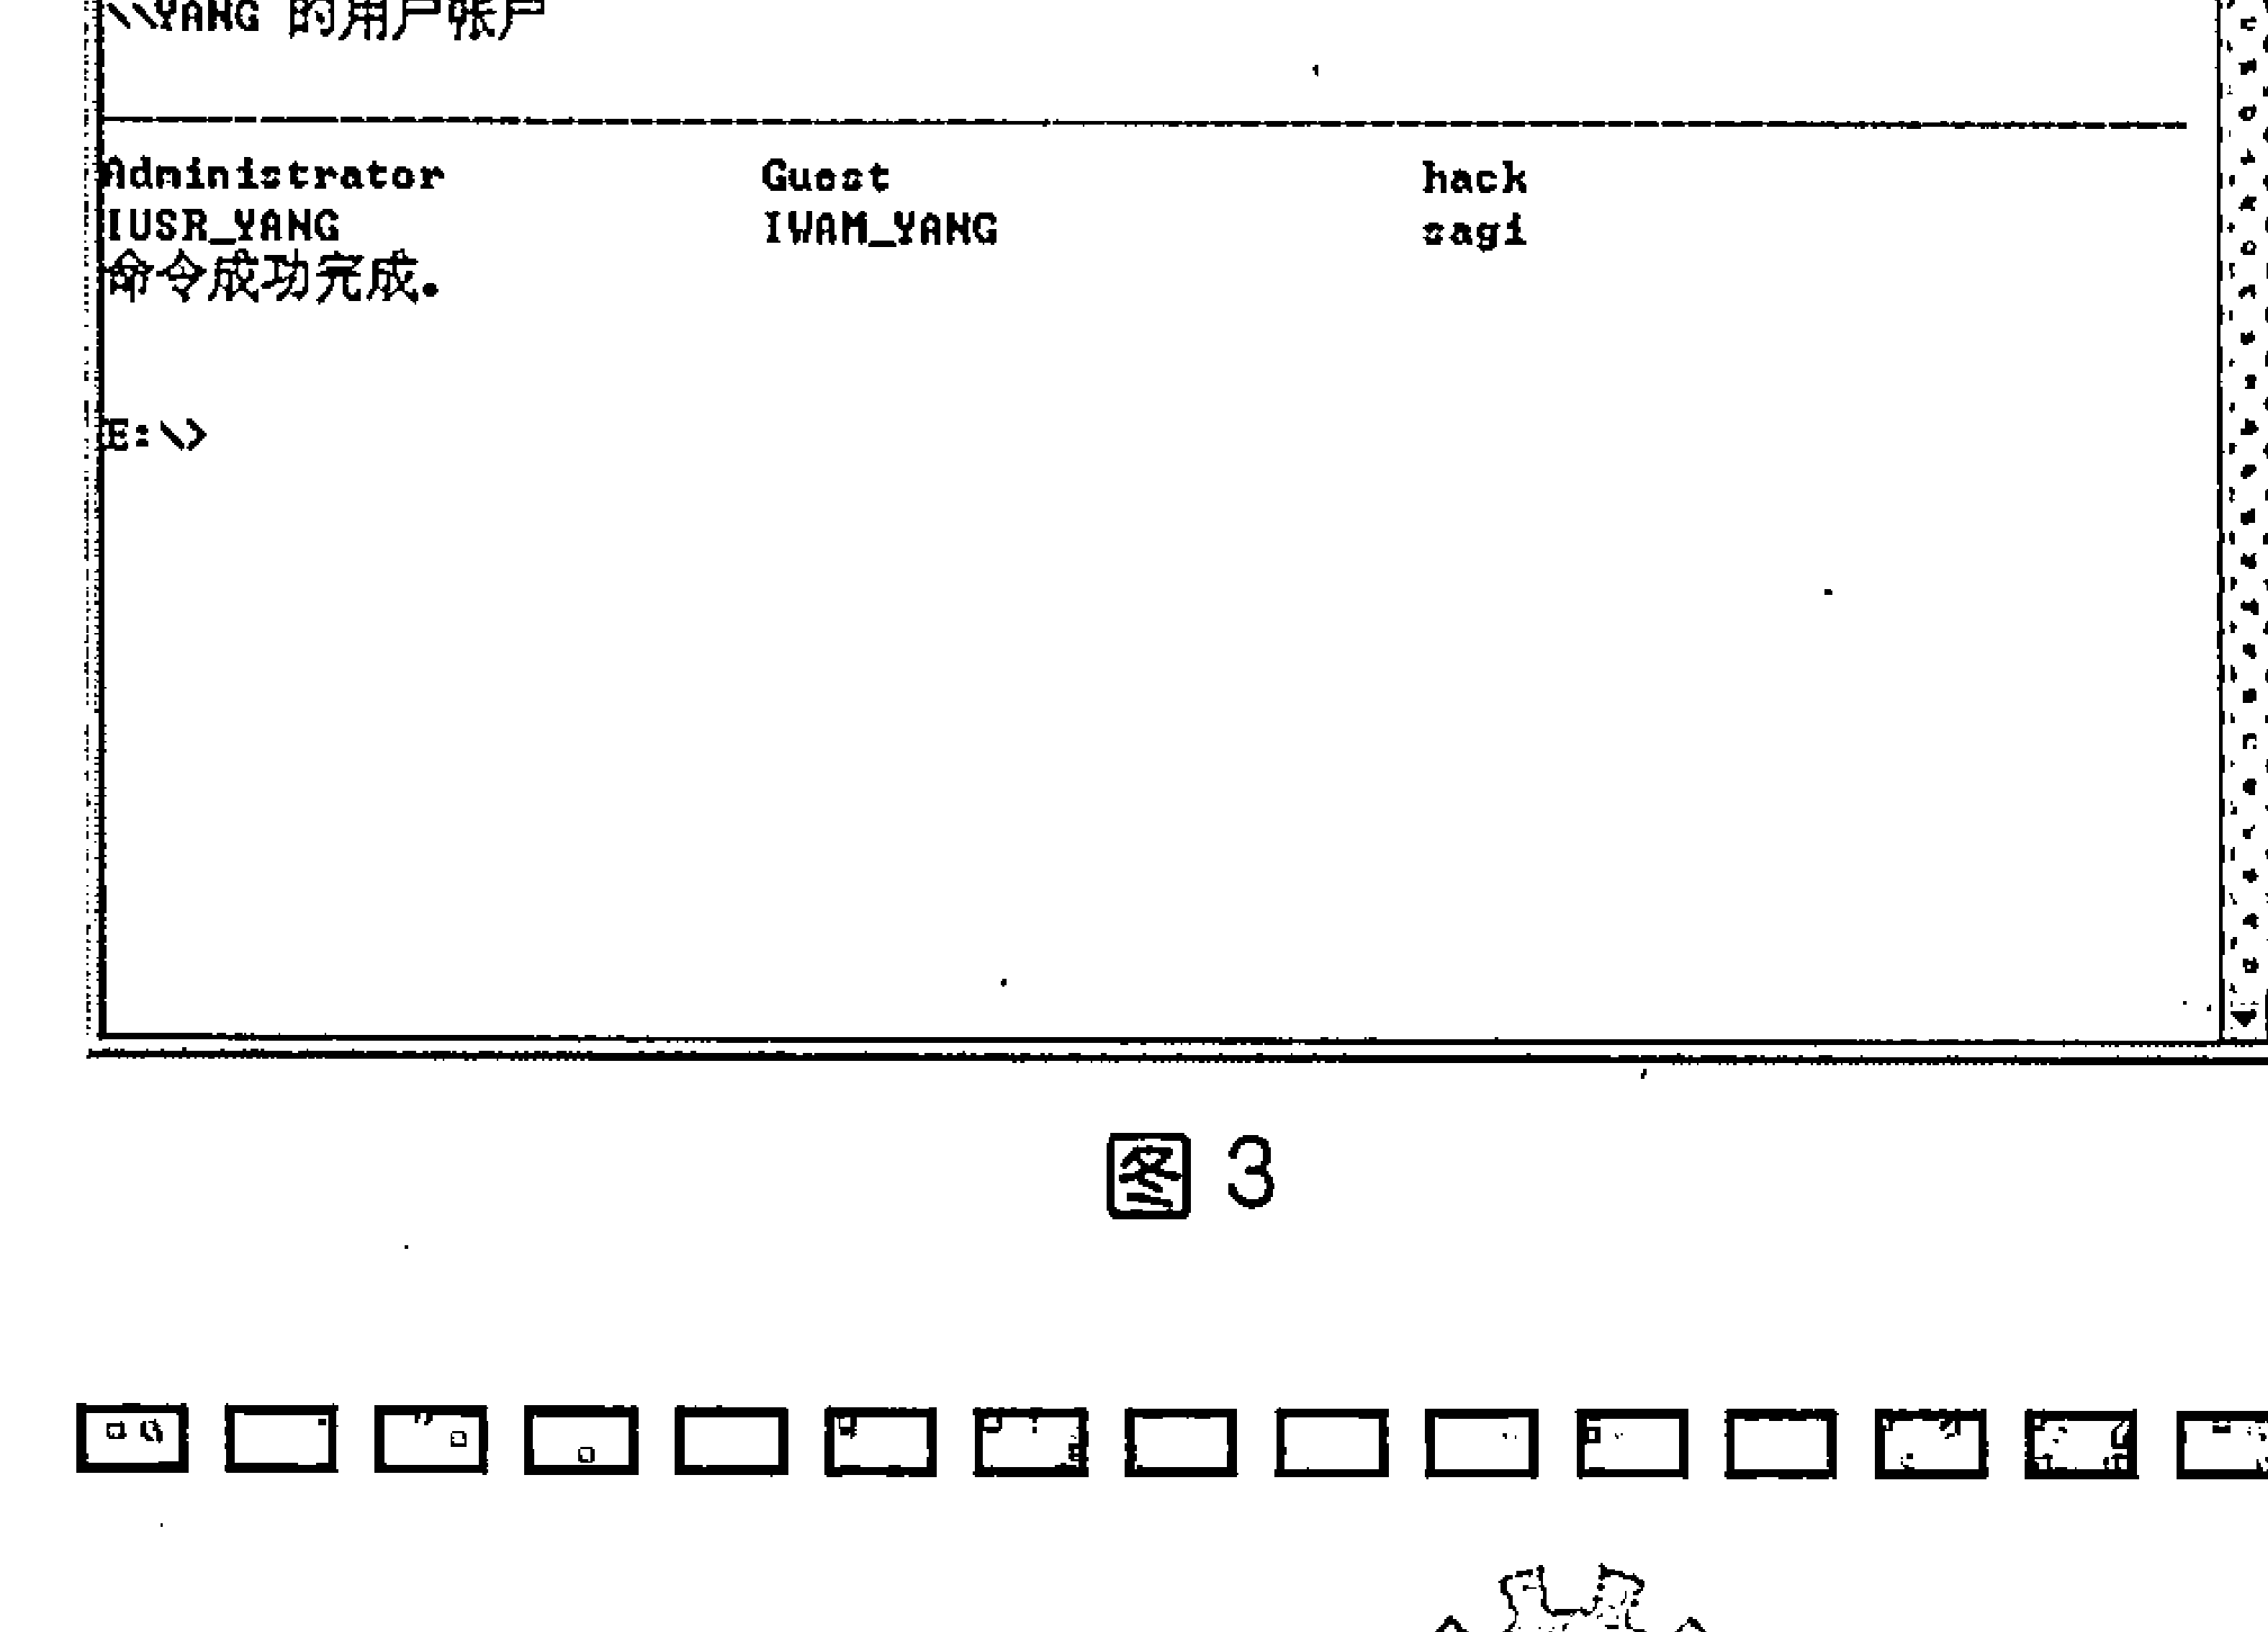 \\YANG 的用户帐户
Administrator Guest hack
IUSR_YANG IWAM_YANG sagi
命令成功完成。
E:\>
图 3